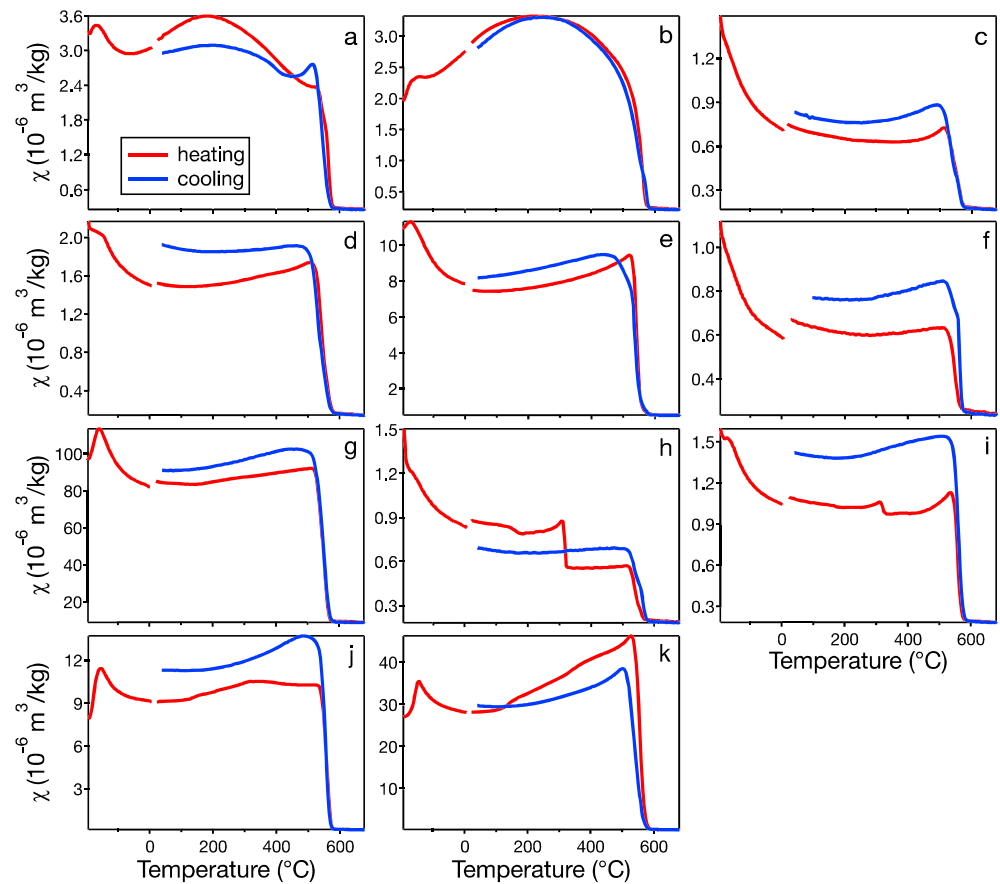 3.6
3.0
2.4
1.8
1.2
0.6
χ (10⁻⁶ m³/kg)
a
heating
cooling
3.0
2.5
2.0
1.5
1.0
0.5
b
1.2
0.9
0.6
0.3
c
2.0
1.6
1.2
0.8
0.4
χ (10⁻⁶ m³/kg)
d
10
8
6
4
2
e
1.0
0.8
0.6
0.4
f
100
80
60
40
20
χ (10⁻⁶ m³/kg)
g
1.5
1.2
0.9
0.6
0.3
h
1.5
1.2
0.9
0.6
0.3
i
0 200 400 600
Temperature (°C)
12
9
6
3
χ (10⁻⁶ m³/kg)
j
0 200 400 600
Temperature (°C)
40
30
20
10
k
0 200 400 600
Temperature (°C)